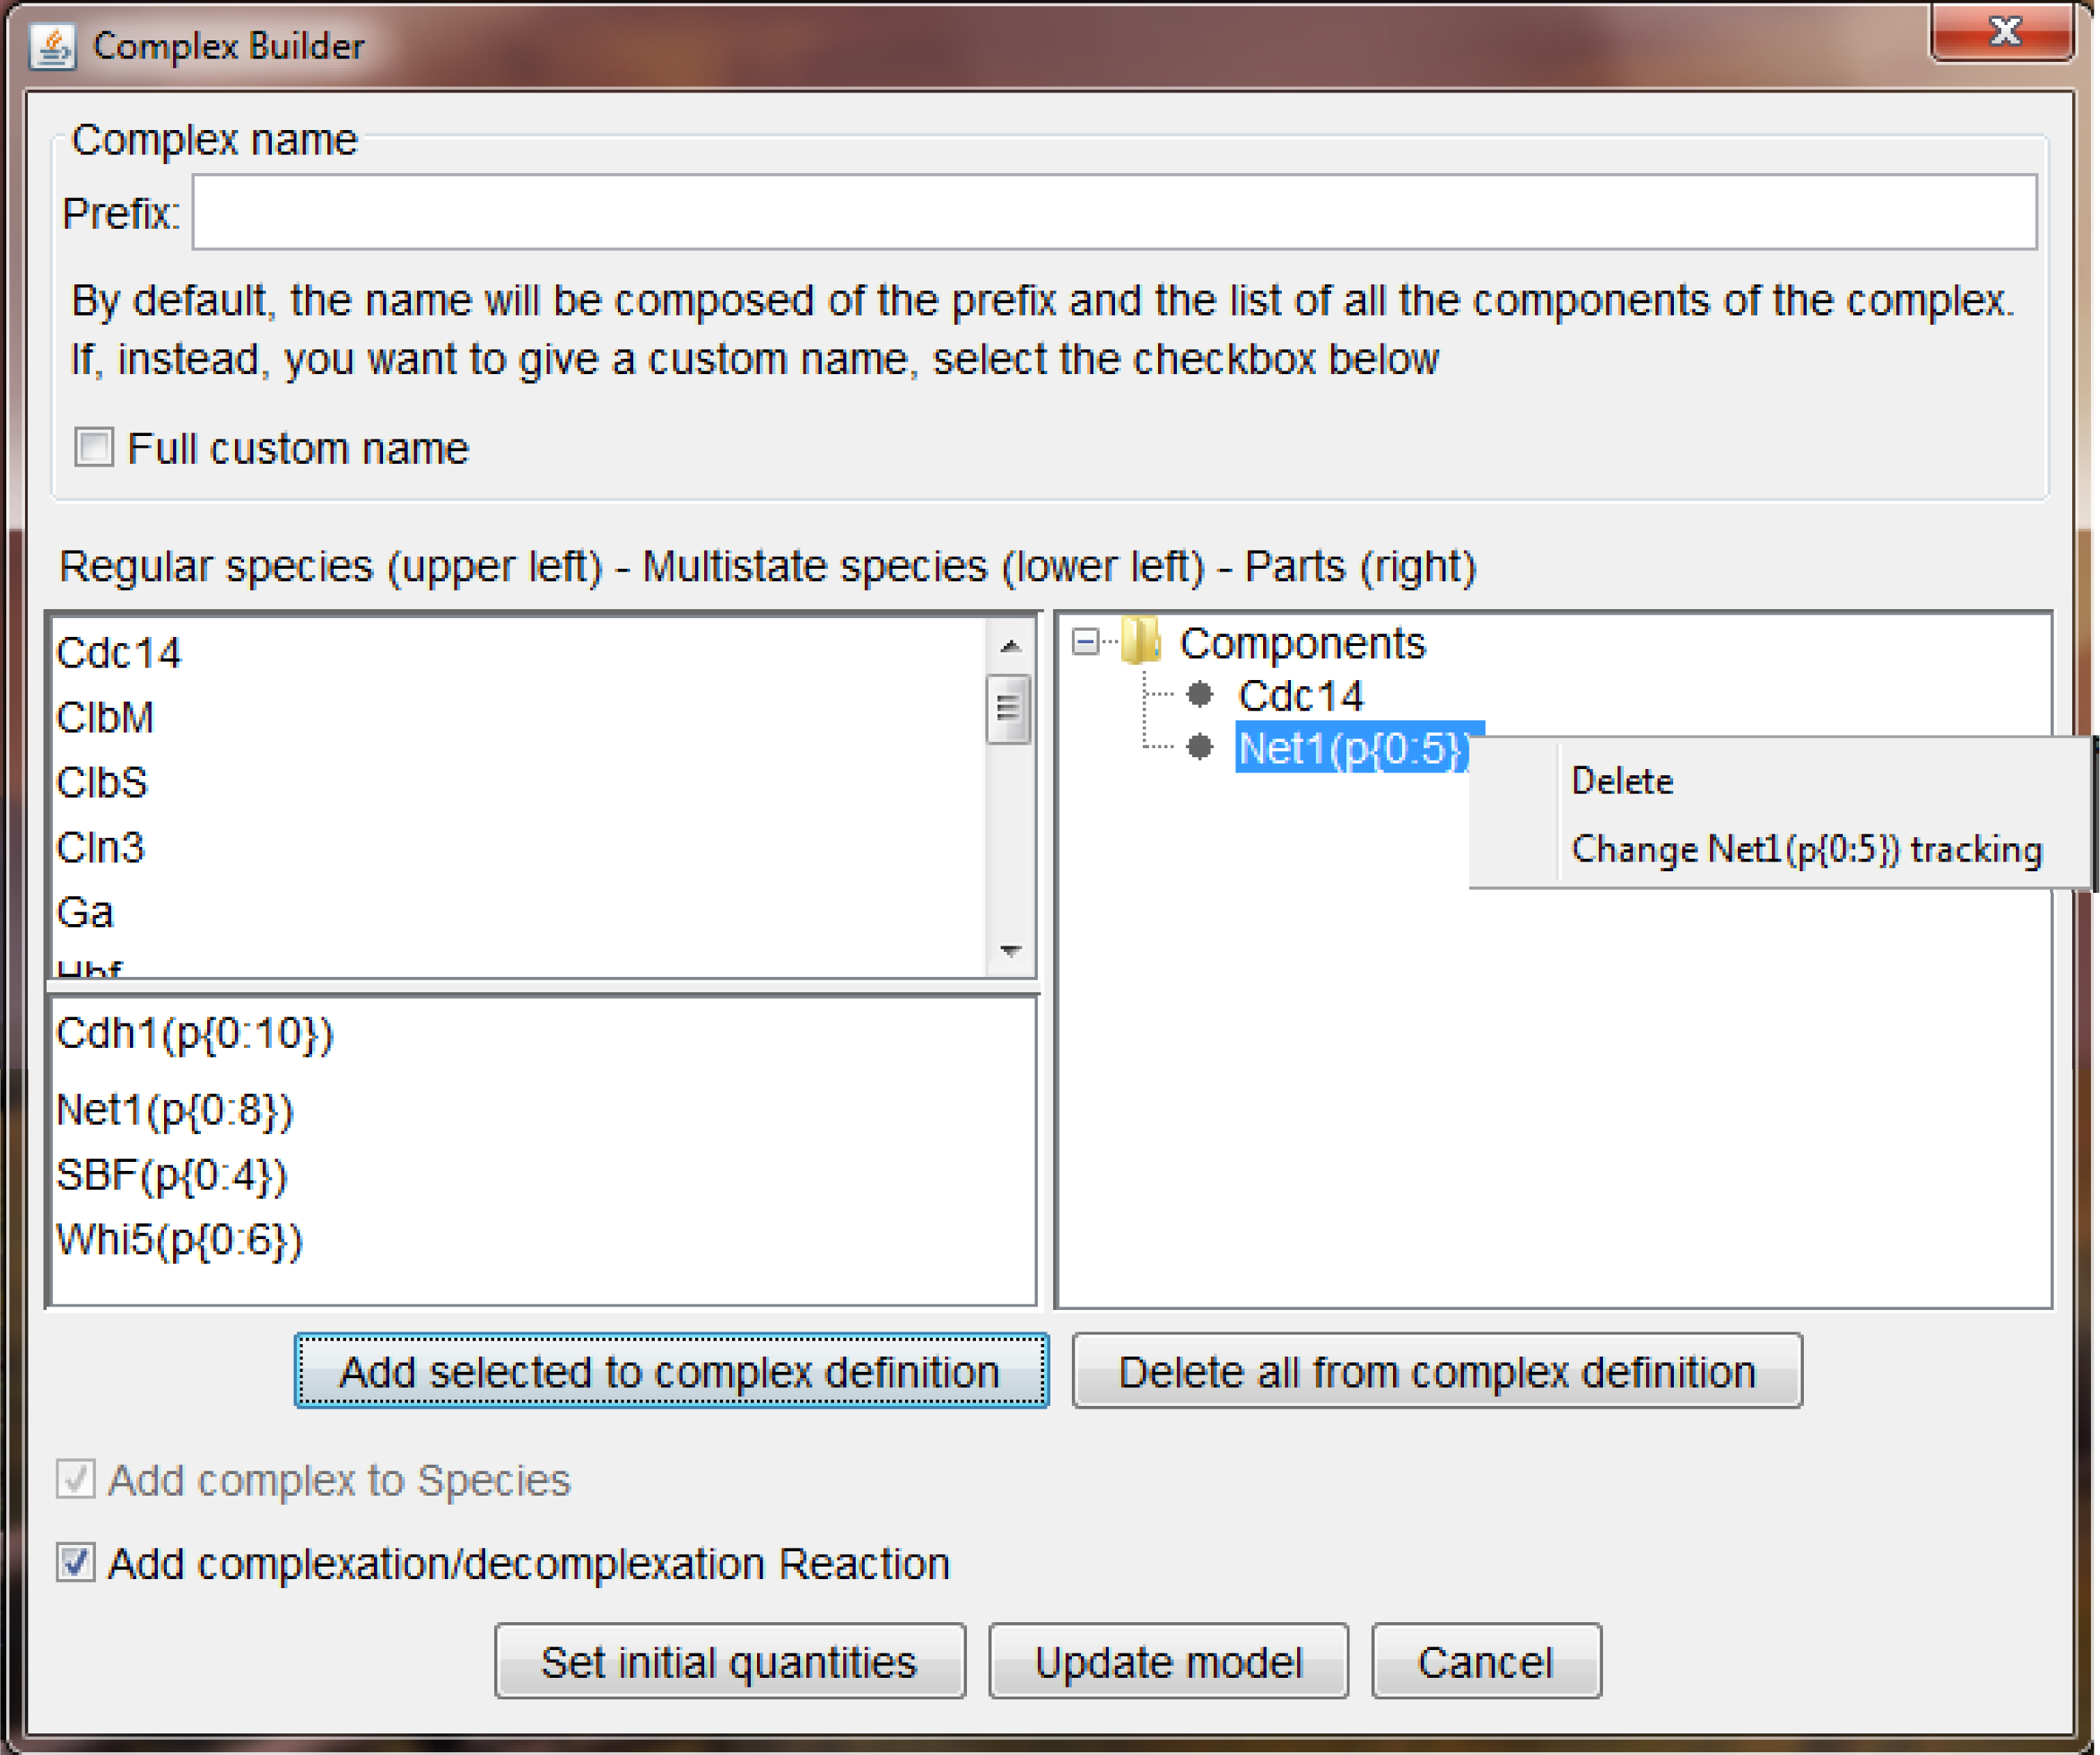 Complex Builder
Complex name
Prefix:
By default, the name will be composed of the prefix and the list of all the components of the complex.
If, instead, you want to give a custom name, select the checkbox below
Full custom name
Regular species (upper left) - Multistate species (lower left) - Parts (right)
Cdc14
ClbM
ClbS
Cln3
Ga
Hbf
Cdh1(p{0:10})
Net1(p{0:8})
SBF(p{0:4})
Whi5(p{0:6})
Components
Cdc14
Net1(p{0:5})
Delete
Change Net1(p{0:5}) tracking
Add selected to complex definition
Delete all from complex definition
Add complex to Species
Add complexation/decomplexation Reaction
Set initial quantities
Update model
Cancel